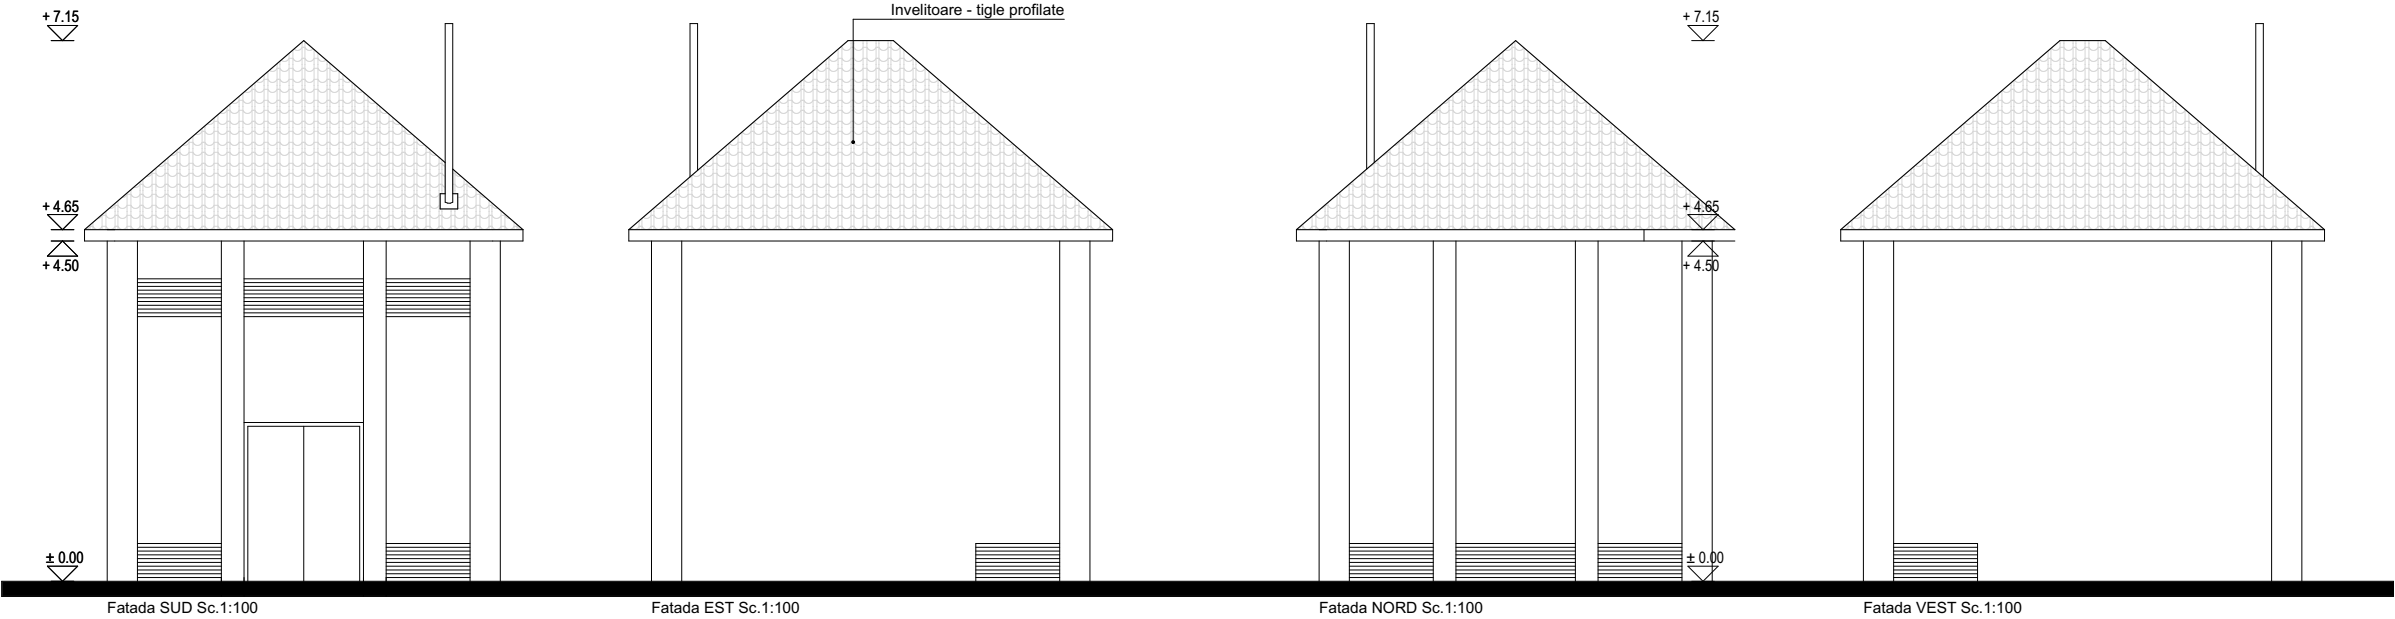 Invelitoare - tigle profilate
+ 7.15
+ 7.15
+ 4.65
+ 4.65
+ 4.50
+ 4.50
± 0.00
± 0.00
Fatada SUD Sc.1:100
Fatada EST Sc.1:100
Fatada NORD Sc.1:100
Fatada VEST Sc.1:100